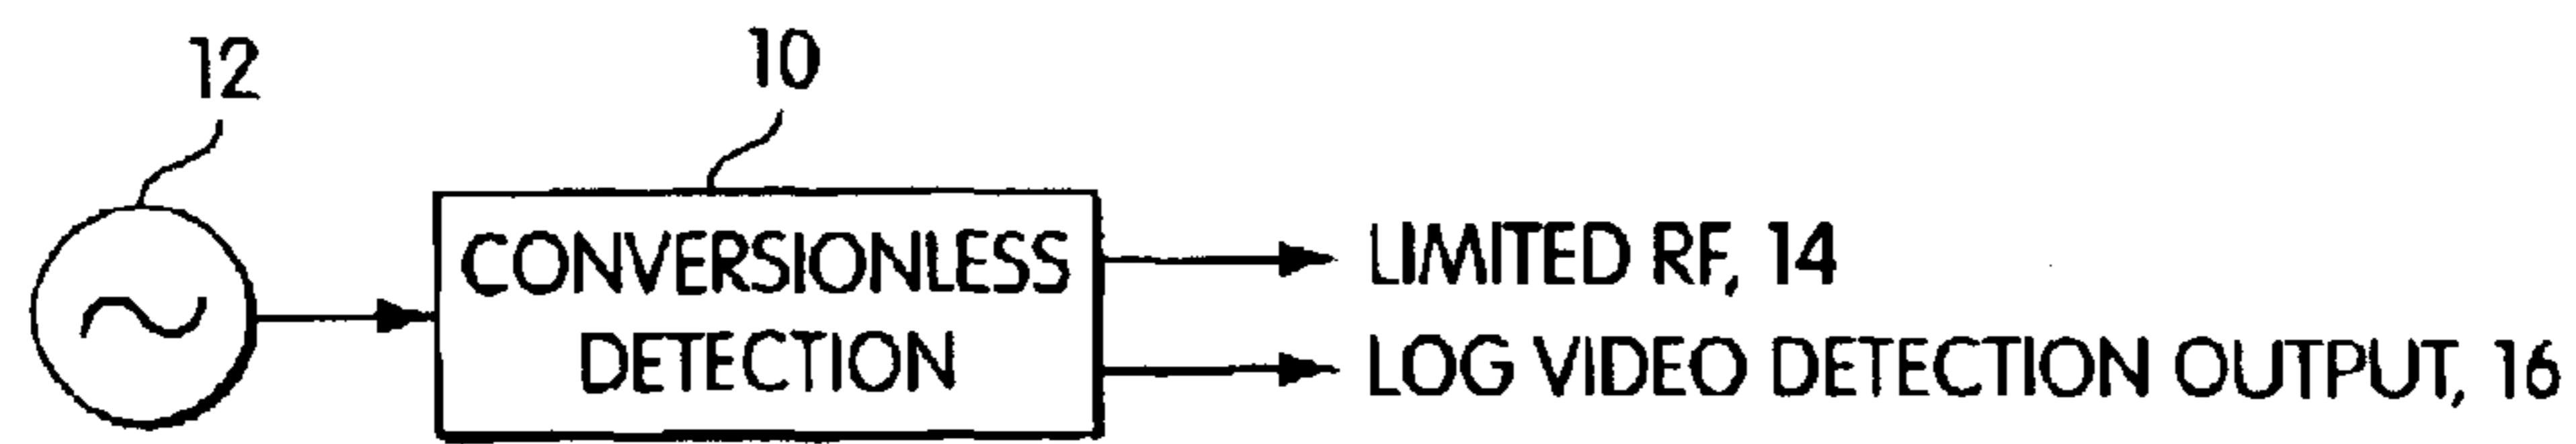 12
10
CONVERSIONLESS
DETECTION
LIMITED RF, 14
LOG VIDEO DETECTION OUTPUT, 16